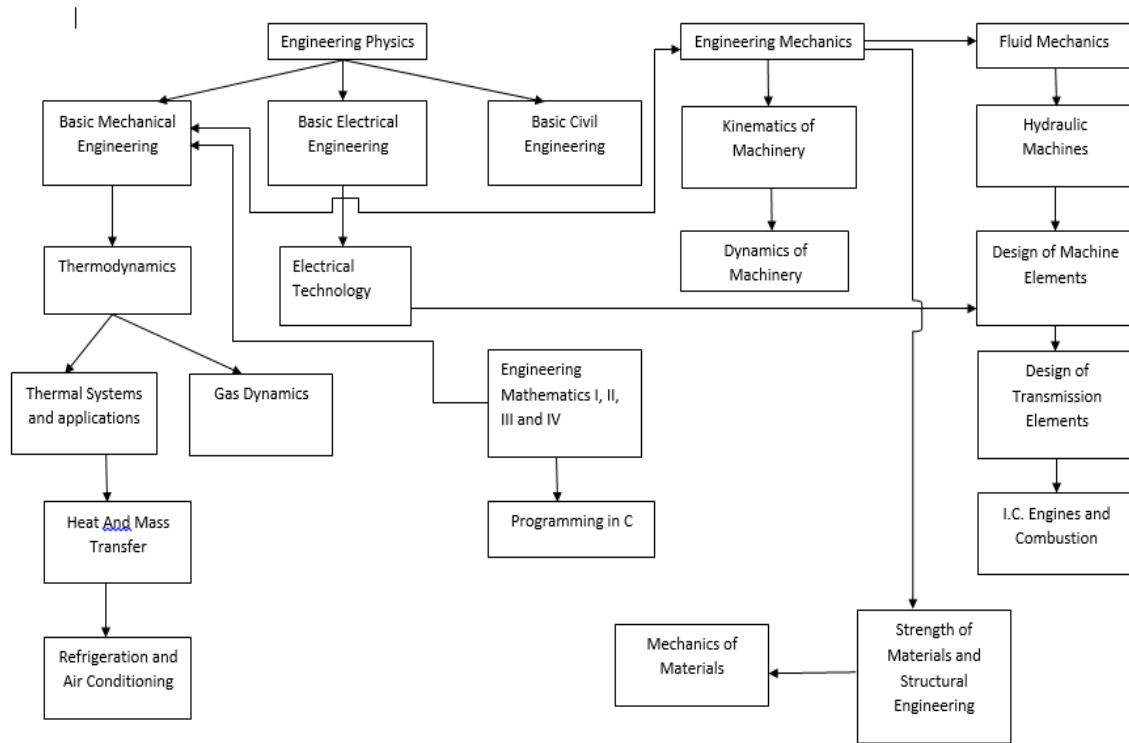 Engineering Physics
Engineering Mechanics
Fluid Mechanics
Basic Mechanical
Engineering
Basic Electrical
Engineering
Basic Civil
Engineering
Kinematics of
Machinery
Hydraulic
Machines
Thermodynamics
Electrical
Technology
Dynamics of
Machinery
Design of Machine
Elements
Thermal Systems
and applications
Gas Dynamics
Engineering
Mathematics I, II,
III and IV
Design of
Transmission
Elements
Heat And Mass
Transfer
Programming in C
I.C. Engines and
Combustion
Refrigeration and
Air Conditioning
Mechanics of
Materials
Strength of
Materials and
Structural
Engineering